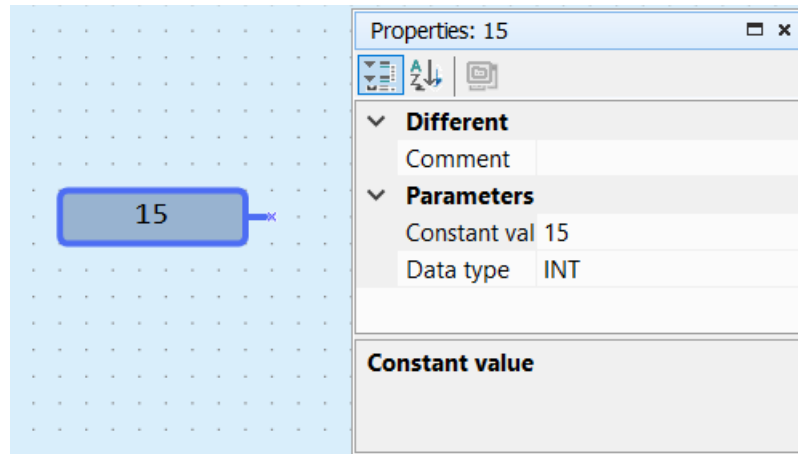 15
Properties: 15
Different
Comment
Parameters
Constant val 15
Data type INT
Constant value